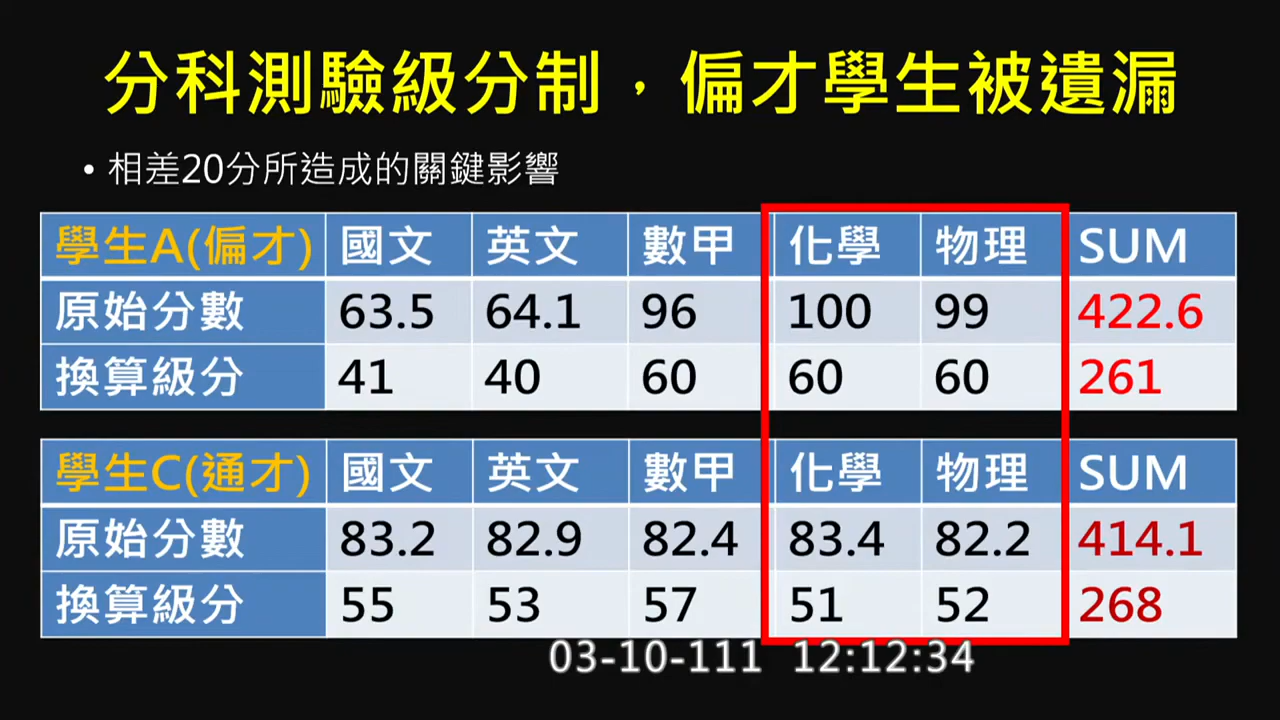 分科測驗級分制，偏才學生被遺漏
• 相差20分所造成的關鍵影響
學生A(偏才) 國文 英文 數甲 化學 物理 SUM
原始分數 63.5 64.1 96 100 99 422.6
換算級分 41 40 60 60 60 261
學生C(通才) 國文 英文 數甲 化學 物理 SUM
原始分數 83.2 82.9 82.4 83.4 82.2 414.1
換算級分 55 53 57 51 52 268
03-10-111 12:12:34